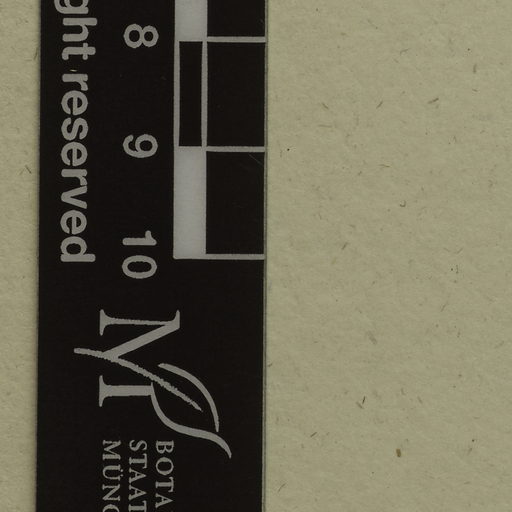 ght reserved
8
9
10
BOTA
STAAT
MÜNC